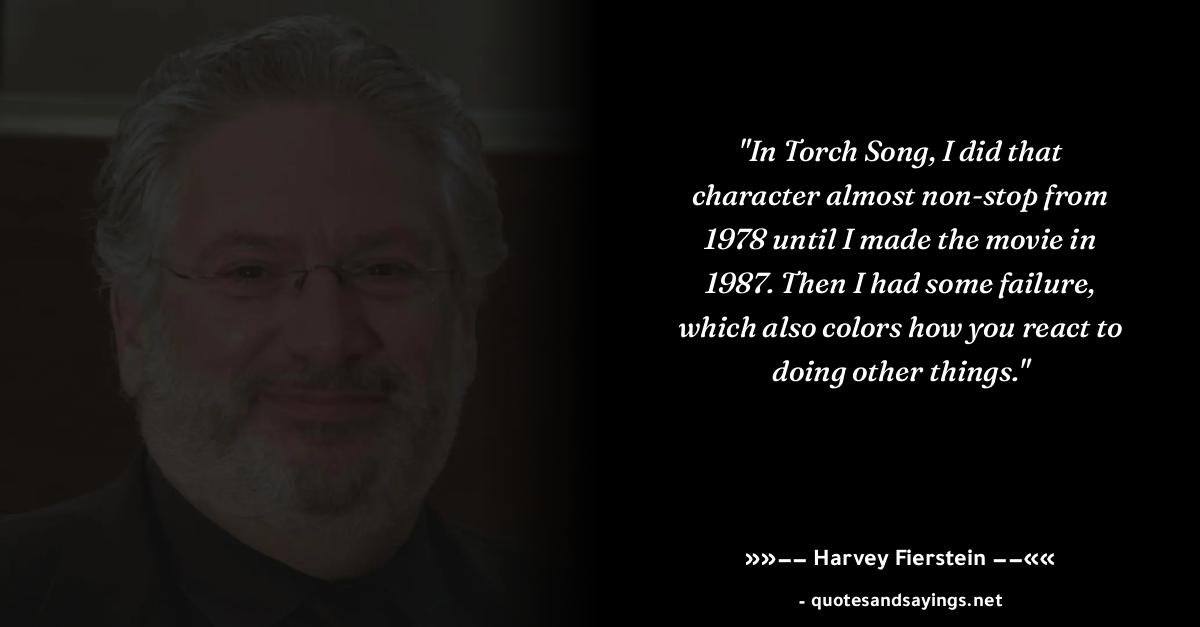 "In Torch Song, I did that
character almost non-stop from
1978 until I made the movie in
1987. Then I had some failure,
which also colors how you react to
doing other things."
»»−− Harvey Fierstein −−««
- quotesandsayings.net